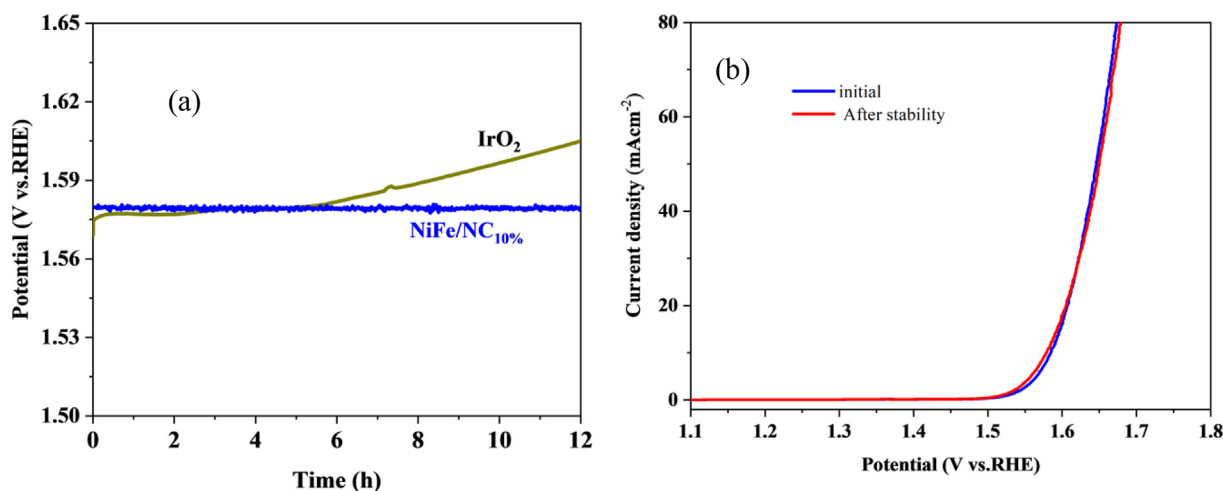 (a)
Potential (V vs.RHE)
1.65
1.62
1.59
1.56
1.53
1.50
IrO₂
NiFe/NC₁₀%
0 2 4 6 8 10 12
Time (h)
(b)
Current density (mAcm⁻²)
80
60
40
20
0
initial
After stability
1.1 1.2 1.3 1.4 1.5 1.6 1.7 1.8
Potential (V vs.RHE)